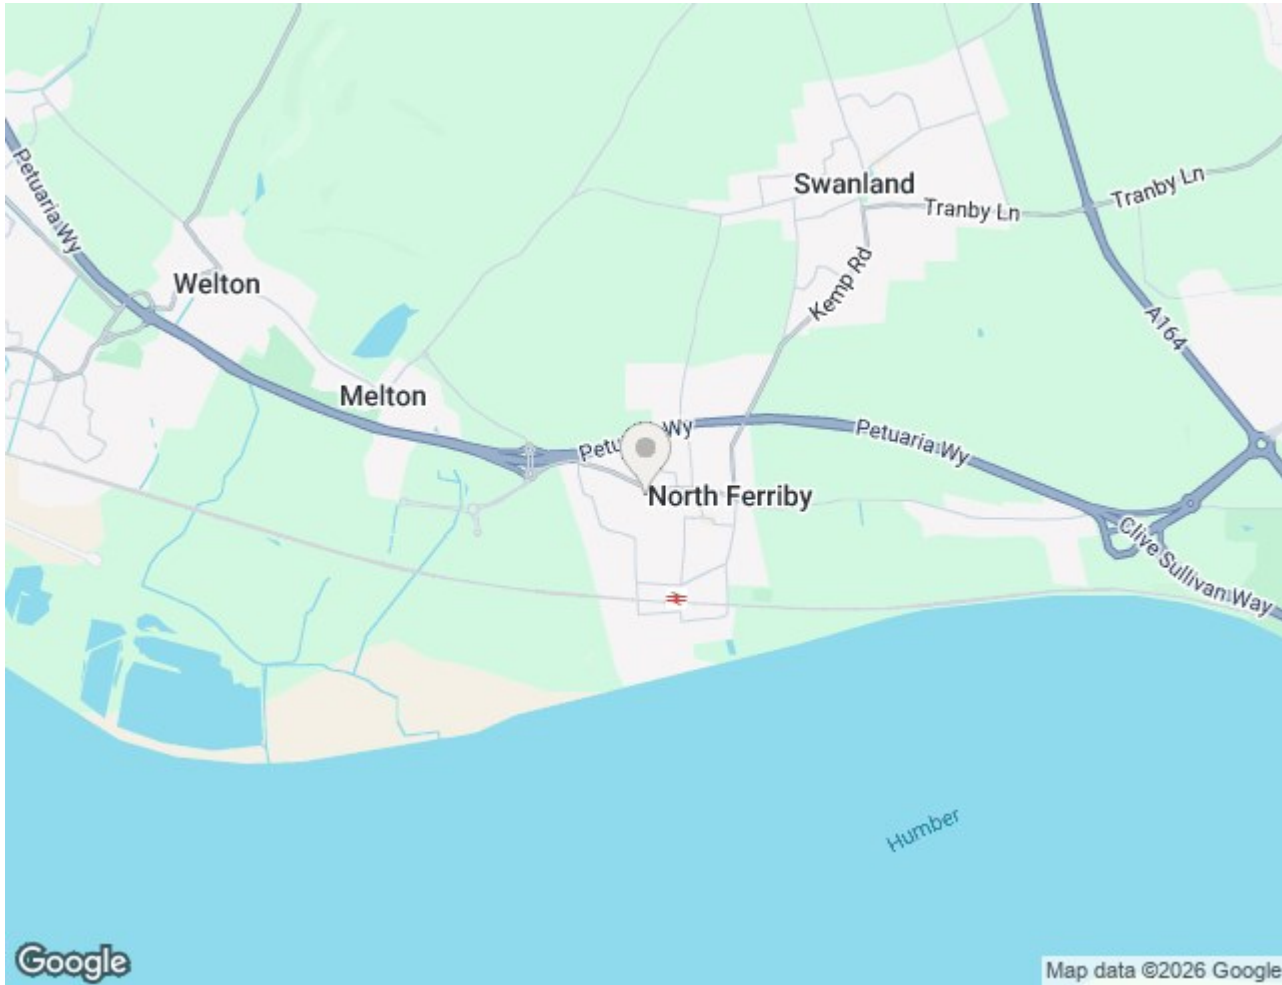 Petuaria Wy
Swanland
Tranby Ln
Tranby Ln
Welton
Kemp Rd
A164
Melton
Petuaria Wy
Petuaria Wy
North Ferriby
Clive Sullivan Way
Humber
Google
Map data ©2026 Google